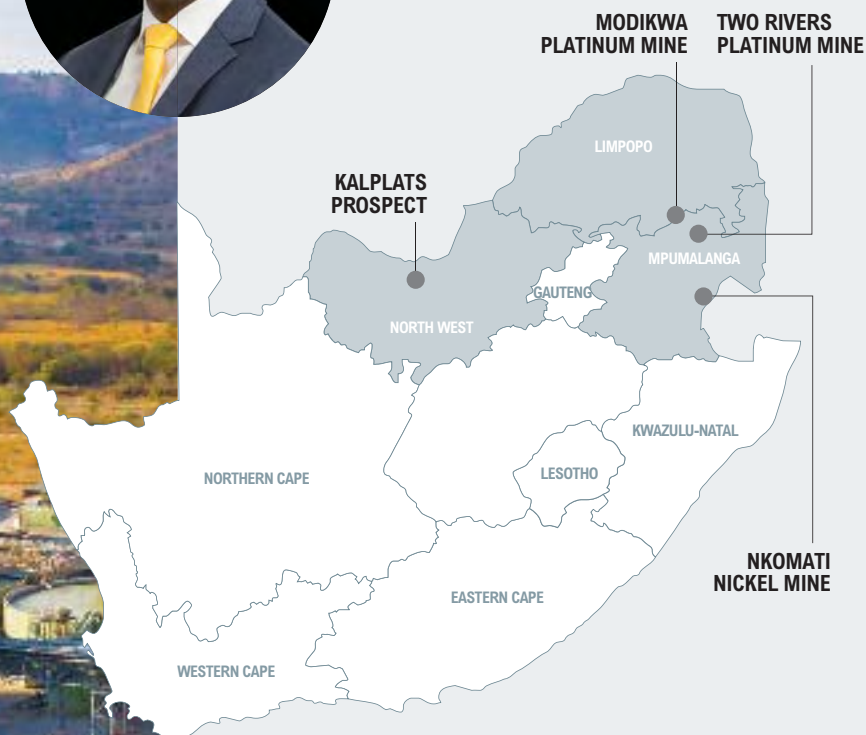 MODIKWA
PLATINUM MINE
TWO RIVERS
PLATINUM MINE
LIMPOPO
KALPLATS
PROSPECT
MPUMALANGA
GAUTENG
NORTH WEST
KWAZULU-NATAL
LESOTHO
NORTHERN CAPE
NKOMATI
NICKEL MINE
EASTERN CAPE
WESTERN CAPE